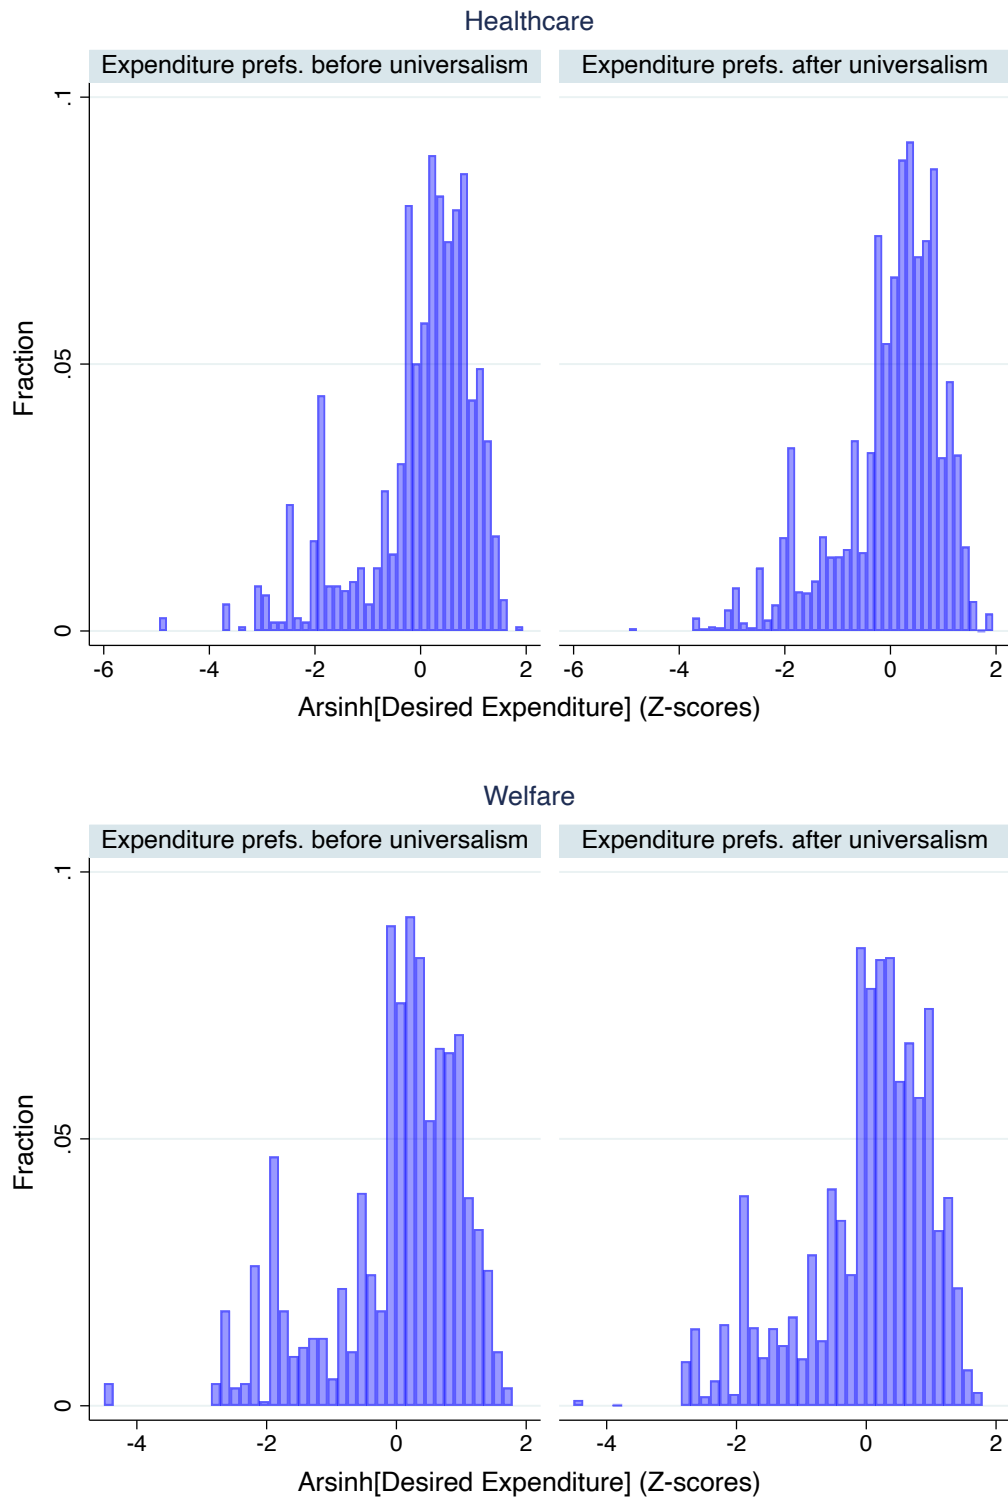 Healthcare
Expenditure prefs. before universalism
Expenditure prefs. after universalism
Fraction
.1
.05
0
-6 -4 -2 0 2
-6 -4 -2 0 2
Arsinh[Desired Expenditure] (Z-scores)
Welfare
Expenditure prefs. before universalism
Expenditure prefs. after universalism
Fraction
.1
.05
0
-4 -2 0 2
-4 -2 0 2
Arsinh[Desired Expenditure] (Z-scores)